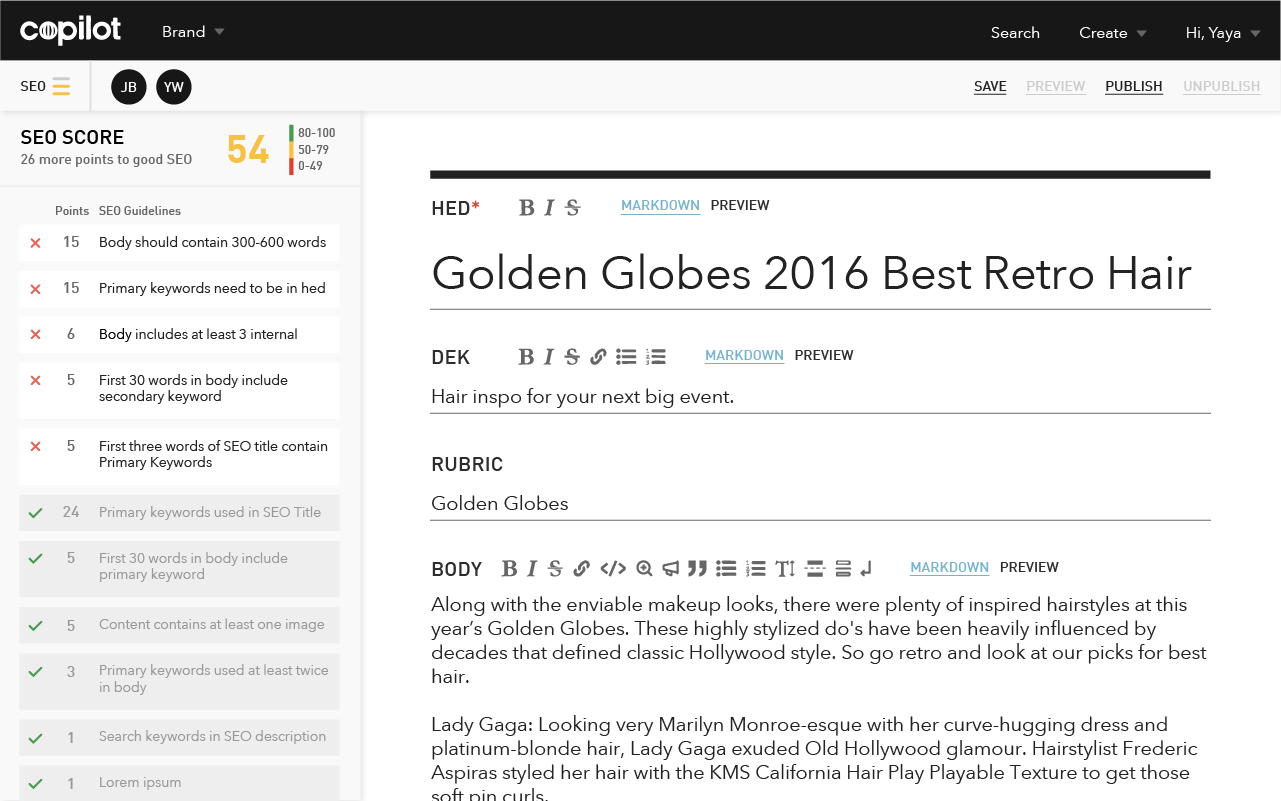 copilot
Brand
Search
Create
Hi, Yaya
SEO
JB
YW
SAVE
PREVIEW
PUBLISH
UNPUBLISH
SEO SCORE
26 more points to good SEO
54
80-100
50-79
0-49
Points SEO Guidelines
15 Body should contain 300-600 words
15 Primary keywords need to be in hed
6 Body includes at least 3 internal
5 First 30 words in body include
secondary keyword
5 First three words of SEO title contain
Primary Keywords
24 Primary keywords used in SEO Title
5 First 30 words in body include
primary keyword
5 Content contains at least one image
3 Primary keywords used at least twice
in body
1 Search keywords in SEO description
1 Lorem ipsum
HED* B I S MARKDOWN PREVIEW
Golden Globes 2016 Best Retro Hair
DEK B I S MARKDOWN PREVIEW
Hair inspo for your next big event.
RUBRIC
Golden Globes
BODY B I S MARKDOWN PREVIEW
Along with the enviable makeup looks, there were plenty of inspired hairstyles at this
year’s Golden Globes. These highly stylized do's have been heavily influenced by
decades that defined classic Hollywood style. So go retro and look at our picks for best
hair.
Lady Gaga: Looking very Marilyn Monroe-esque with her curve-hugging dress and
platinum-blonde hair, Lady Gaga exuded Old Hollywood glamour. Hairstylist Frederic
Aspiras styled her hair with the KMS California Hair Play Playable Texture to get those
soft pin curls.